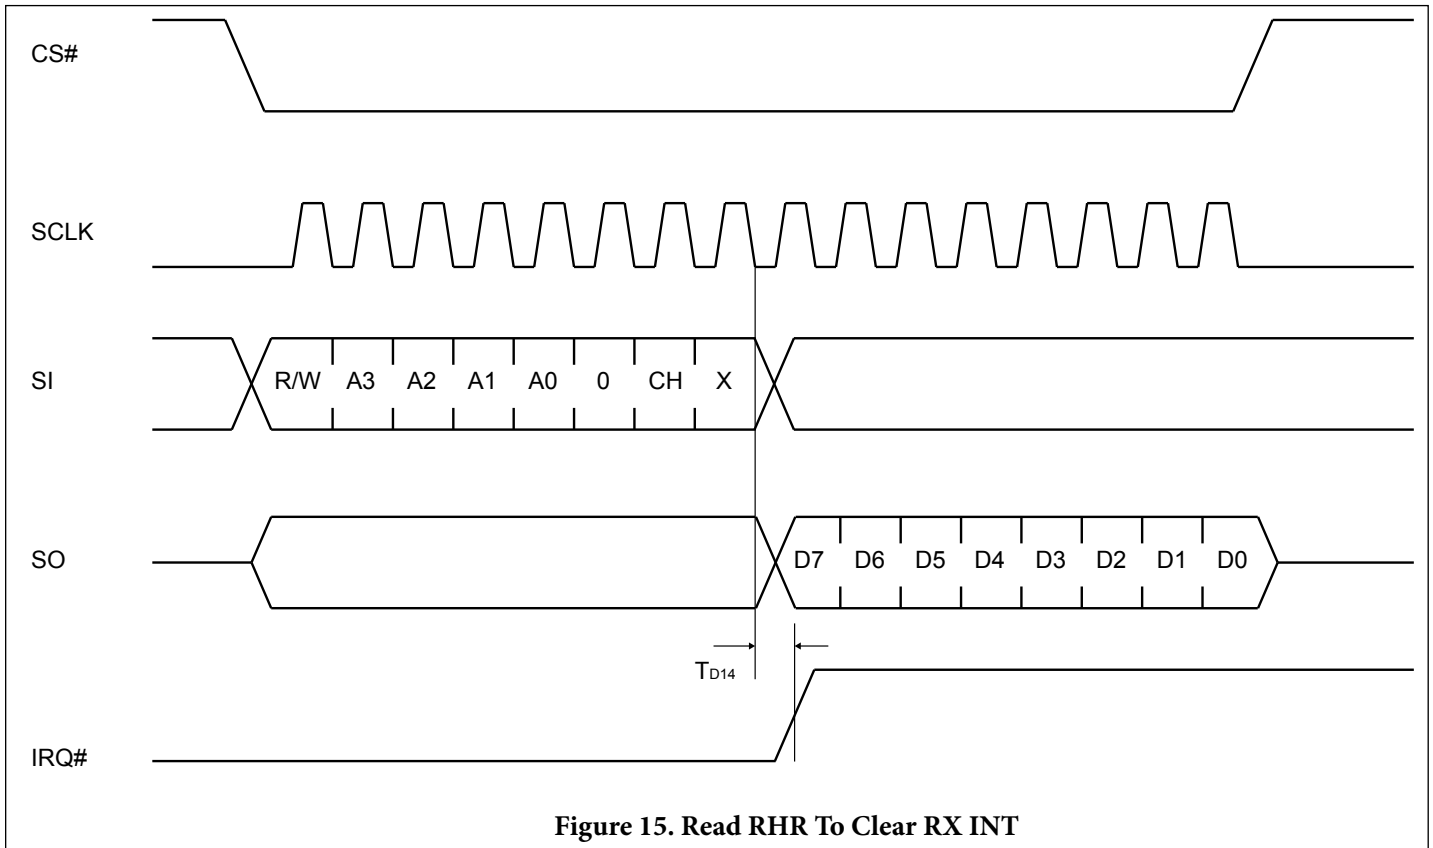 CS#
SCLK
SI
R/W A3 A2 A1 A0 0 CH X
SO
D7 D6 D5 D4 D3 D2 D1 D0
TD14
IRQ#
Figure 15. Read RHR To Clear RX INT